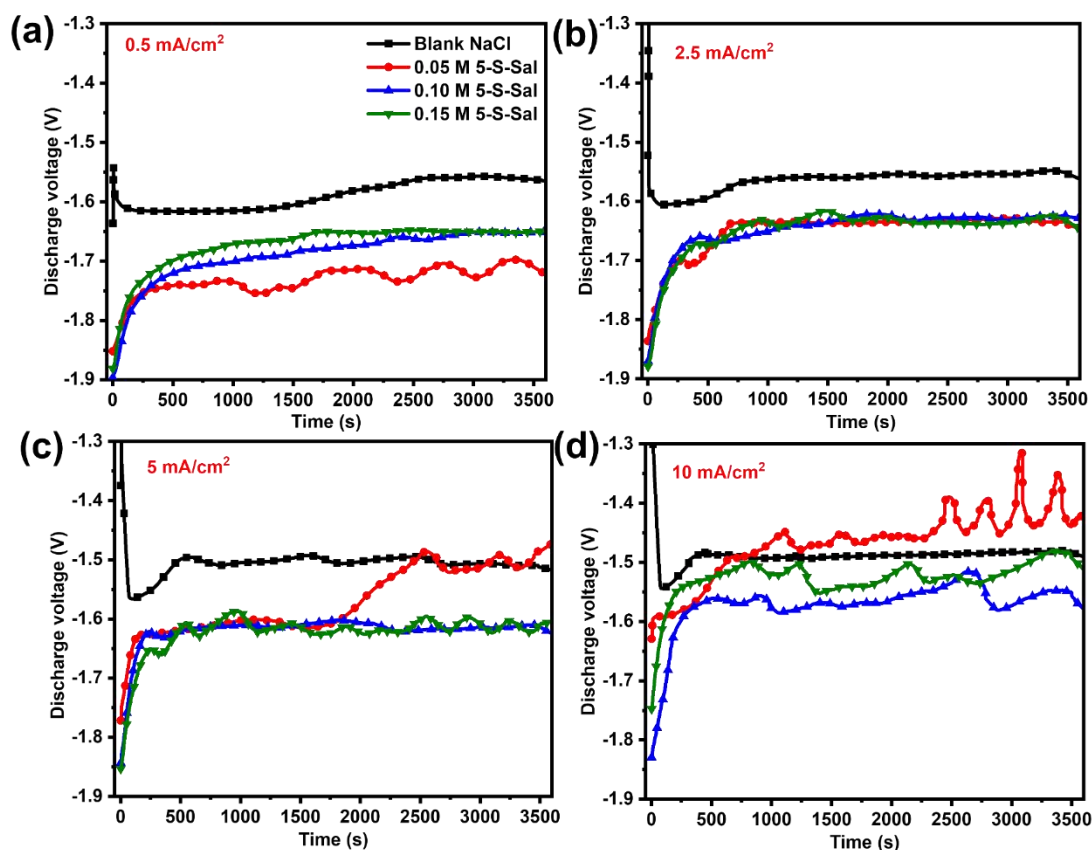 (a)
0.5 mA/cm²
Blank NaCl
0.05 M 5-S-Sal
0.10 M 5-S-Sal
0.15 M 5-S-Sal
-1.3
-1.4
-1.5
-1.6
-1.7
-1.8
-1.9
Discharge voltage (V)
0 500 1000 1500 2000 2500 3000 3500
Time (s)
(b)
2.5 mA/cm²
-1.3
-1.4
-1.5
-1.6
-1.7
-1.8
-1.9
Discharge voltage (V)
0 500 1000 1500 2000 2500 3000 3500
Time (s)
(c)
5 mA/cm²
-1.3
-1.4
-1.5
-1.6
-1.7
-1.8
-1.9
Discharge voltage (V)
0 500 1000 1500 2000 2500 3000 3500
Time (s)
(d)
10 mA/cm²
-1.3
-1.4
-1.5
-1.6
-1.7
-1.8
-1.9
Discharge voltage (V)
0 500 1000 1500 2000 2500 3000 3500
Time (s)